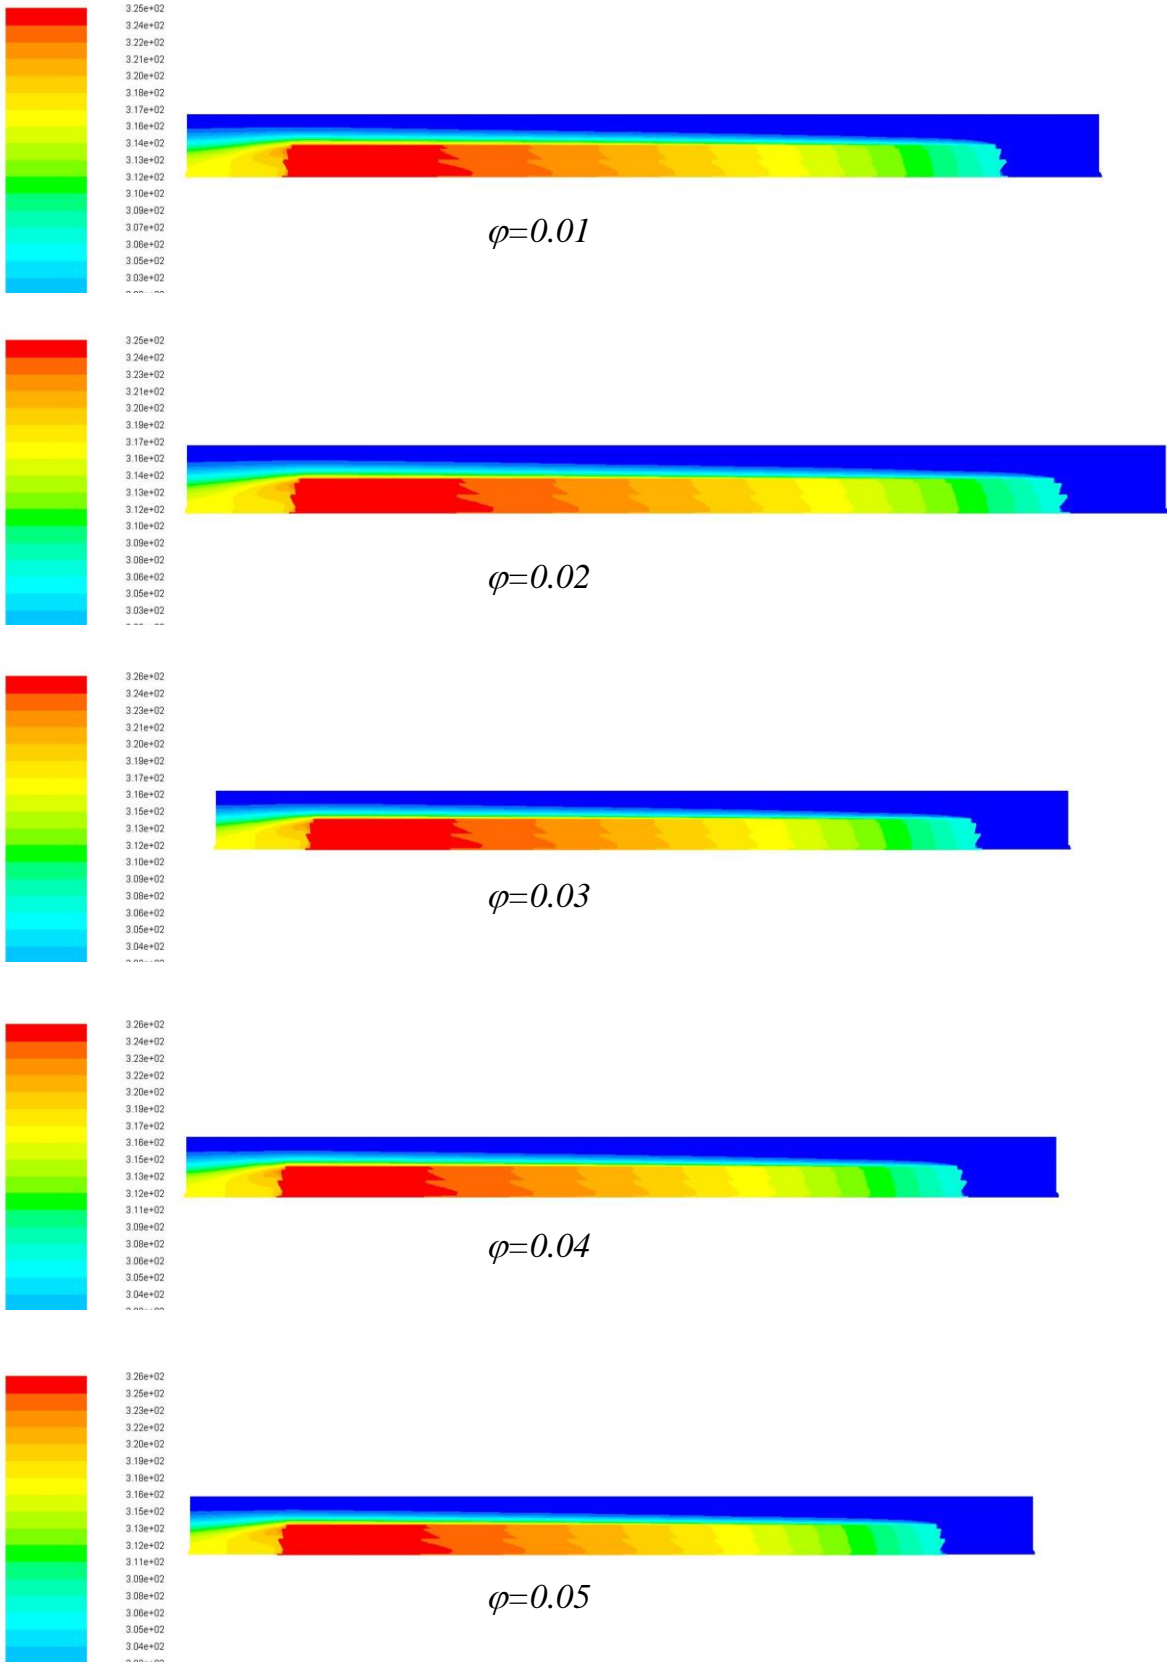 3.25e+02
3.24e+02
3.22e+02
3.21e+02
3.20e+02
3.18e+02
3.17e+02
3.16e+02
3.14e+02
3.13e+02
3.12e+02
3.10e+02
3.09e+02
3.07e+02
3.06e+02
3.05e+02
3.03e+02
φ=0.01
3.25e+02
3.24e+02
3.23e+02
3.21e+02
3.20e+02
3.19e+02
3.17e+02
3.16e+02
3.14e+02
3.13e+02
3.12e+02
3.10e+02
3.09e+02
3.08e+02
3.06e+02
3.05e+02
3.03e+02
φ=0.02
3.26e+02
3.24e+02
3.23e+02
3.21e+02
3.20e+02
3.19e+02
3.17e+02
3.16e+02
3.15e+02
3.13e+02
3.12e+02
3.10e+02
3.09e+02
3.08e+02
3.06e+02
3.05e+02
3.04e+02
φ=0.03
3.26e+02
3.24e+02
3.23e+02
3.22e+02
3.20e+02
3.19e+02
3.17e+02
3.16e+02
3.15e+02
3.13e+02
3.12e+02
3.11e+02
3.09e+02
3.08e+02
3.06e+02
3.05e+02
3.04e+02
φ=0.04
3.26e+02
3.25e+02
3.23e+02
3.22e+02
3.20e+02
3.19e+02
3.18e+02
3.16e+02
3.15e+02
3.13e+02
3.12e+02
3.11e+02
3.09e+02
3.08e+02
3.06e+02
3.05e+02
3.04e+02
φ=0.05